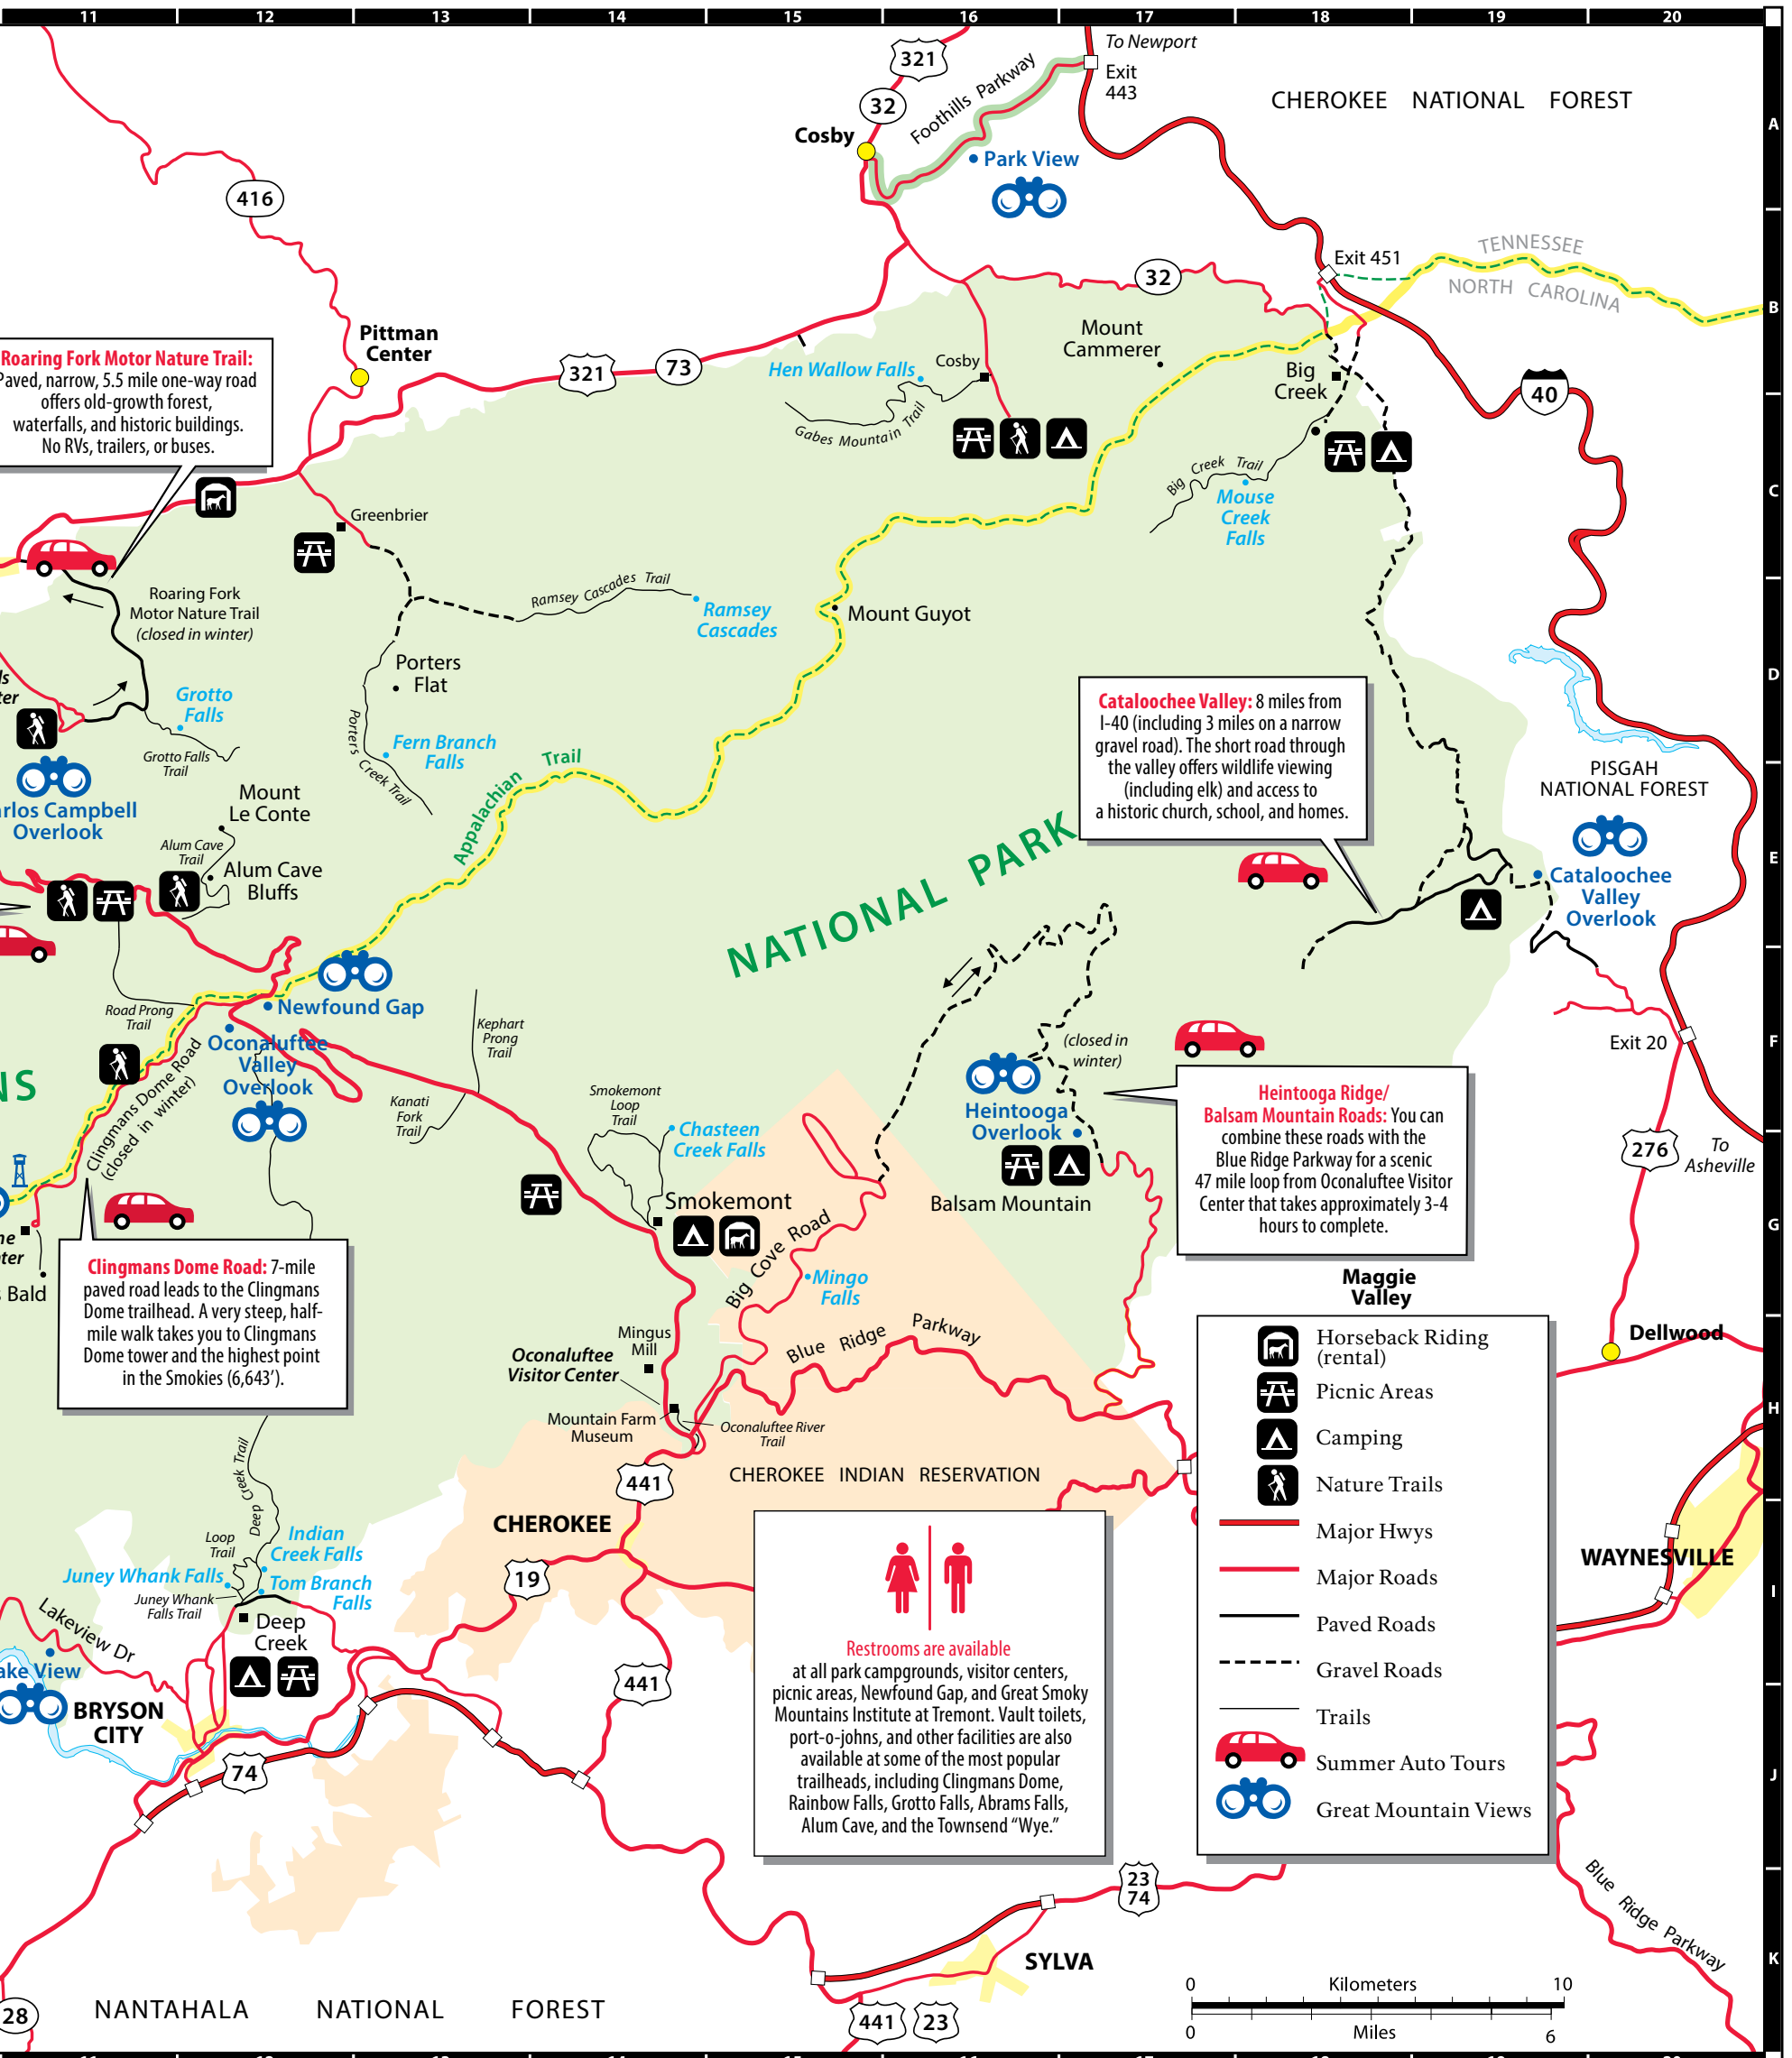 11 12 13 14 15 16 17 18 19 20
To Newport
Exit
443
CHEROKEE NATIONAL FOREST
321
32
Foothills Parkway
Cosby
Park View
A
416
Exit 451
TENNESSEE
NORTH CAROLINA
32
B
Pittman
Center
Mount
Cammerer
321
73
Hen Wallow Falls
Cosby
Big
Creek
40
Gabes Mountain Trail
Roaring Fork Motor Nature Trail:
Paved, narrow, 5.5 mile one-way road
offers old-growth forest,
waterfalls, and historic buildings.
No RVs, trailers, or buses.
Big Creek Trail
Mouse
Creek
Falls
C
Greenbrier
Roaring Fork
Motor Nature Trail
(closed in winter)
Ramsey Cascades Trail
Ramsey
Cascades
Mount Guyot
Porters
Flat
D
Grotto
Falls
Grotto Falls
Trail
Porters Creek Trail
Fern Branch
Falls
Appalachian Trail
Cataloochee Valley: 8 miles from
I-40 (including 3 miles on a narrow
gravel road). The short road through
the valley offers wildlife viewing
(including elk) and access to
a historic church, school, and homes.
PISGAH
NATIONAL FOREST
arlos Campbell
Overlook
Mount
Le Conte
Alum Cave
Trail
Alum Cave
Bluffs
NATIONAL PARK
Cataloochee
Valley
Overlook
E
Newfound Gap
Road Prong
Trail
Oconaluftee
Valley
Overlook
Kephart
Prong
Trail
(closed in
winter)
Exit 20
F
NS
Clingmans Dome Road
(closed in winter)
Kanati
Fork
Trail
Smokemont
Loop
Trail
Chasteen
Creek Falls
Heintooga
Overlook
Heintooga Ridge/
Balsam Mountain Roads: You can
combine these roads with the
Blue Ridge Parkway for a scenic
47 mile loop from Oconaluftee Visitor
Center that takes approximately 3-4
hours to complete.
276
To
Asheville
Smokemont
Balsam Mountain
G
Big Cove Road
Mingo
Falls
s Bald
Clingmans Dome Road: 7-mile
paved road leads to the Clingmans
Dome trailhead. A very steep, half-
mile walk takes you to Clingmans
Dome tower and the highest point
in the Smokies (6,643’).
Maggie
Valley
Dellwood
Mingus
Mill
Oconaluftee
Visitor Center
Blue Ridge Parkway
Mountain Farm
Museum
Oconaluftee River
Trail
H
441
CHEROKEE INDIAN RESERVATION
Horseback Riding
(rental)
Picnic Areas
Camping
Nature Trails
Major Hwys
Major Roads
Paved Roads
Gravel Roads
Trails
Summer Auto Tours
Great Mountain Views
Deep Creek Trail
CHEROKEE
Loop
Trail
Indian
Creek Falls
19
WAYNESVILLE
Juney Whank Falls
Tom Branch
Falls
Juney Whank
Falls Trail
I
Lakeview Dr
Deep
Creek
ake View
BRYSON
CITY
441
Restrooms are available
at all park campgrounds, visitor centers,
picnic areas, Newfound Gap, and Great Smoky
Mountains Institute at Tremont. Vault toilets,
port-o-johns, and other facilities are also
available at some of the most popular
trailheads, including Clingmans Dome,
Rainbow Falls, Grotto Falls, Abrams Falls,
Alum Cave, and the Townsend “Wye.”
74
J
23
74
Blue Ridge Parkway
SYLVA
K
0 Kilometers 10
0 Miles 6
28
NANTAHALA NATIONAL FOREST
441
23